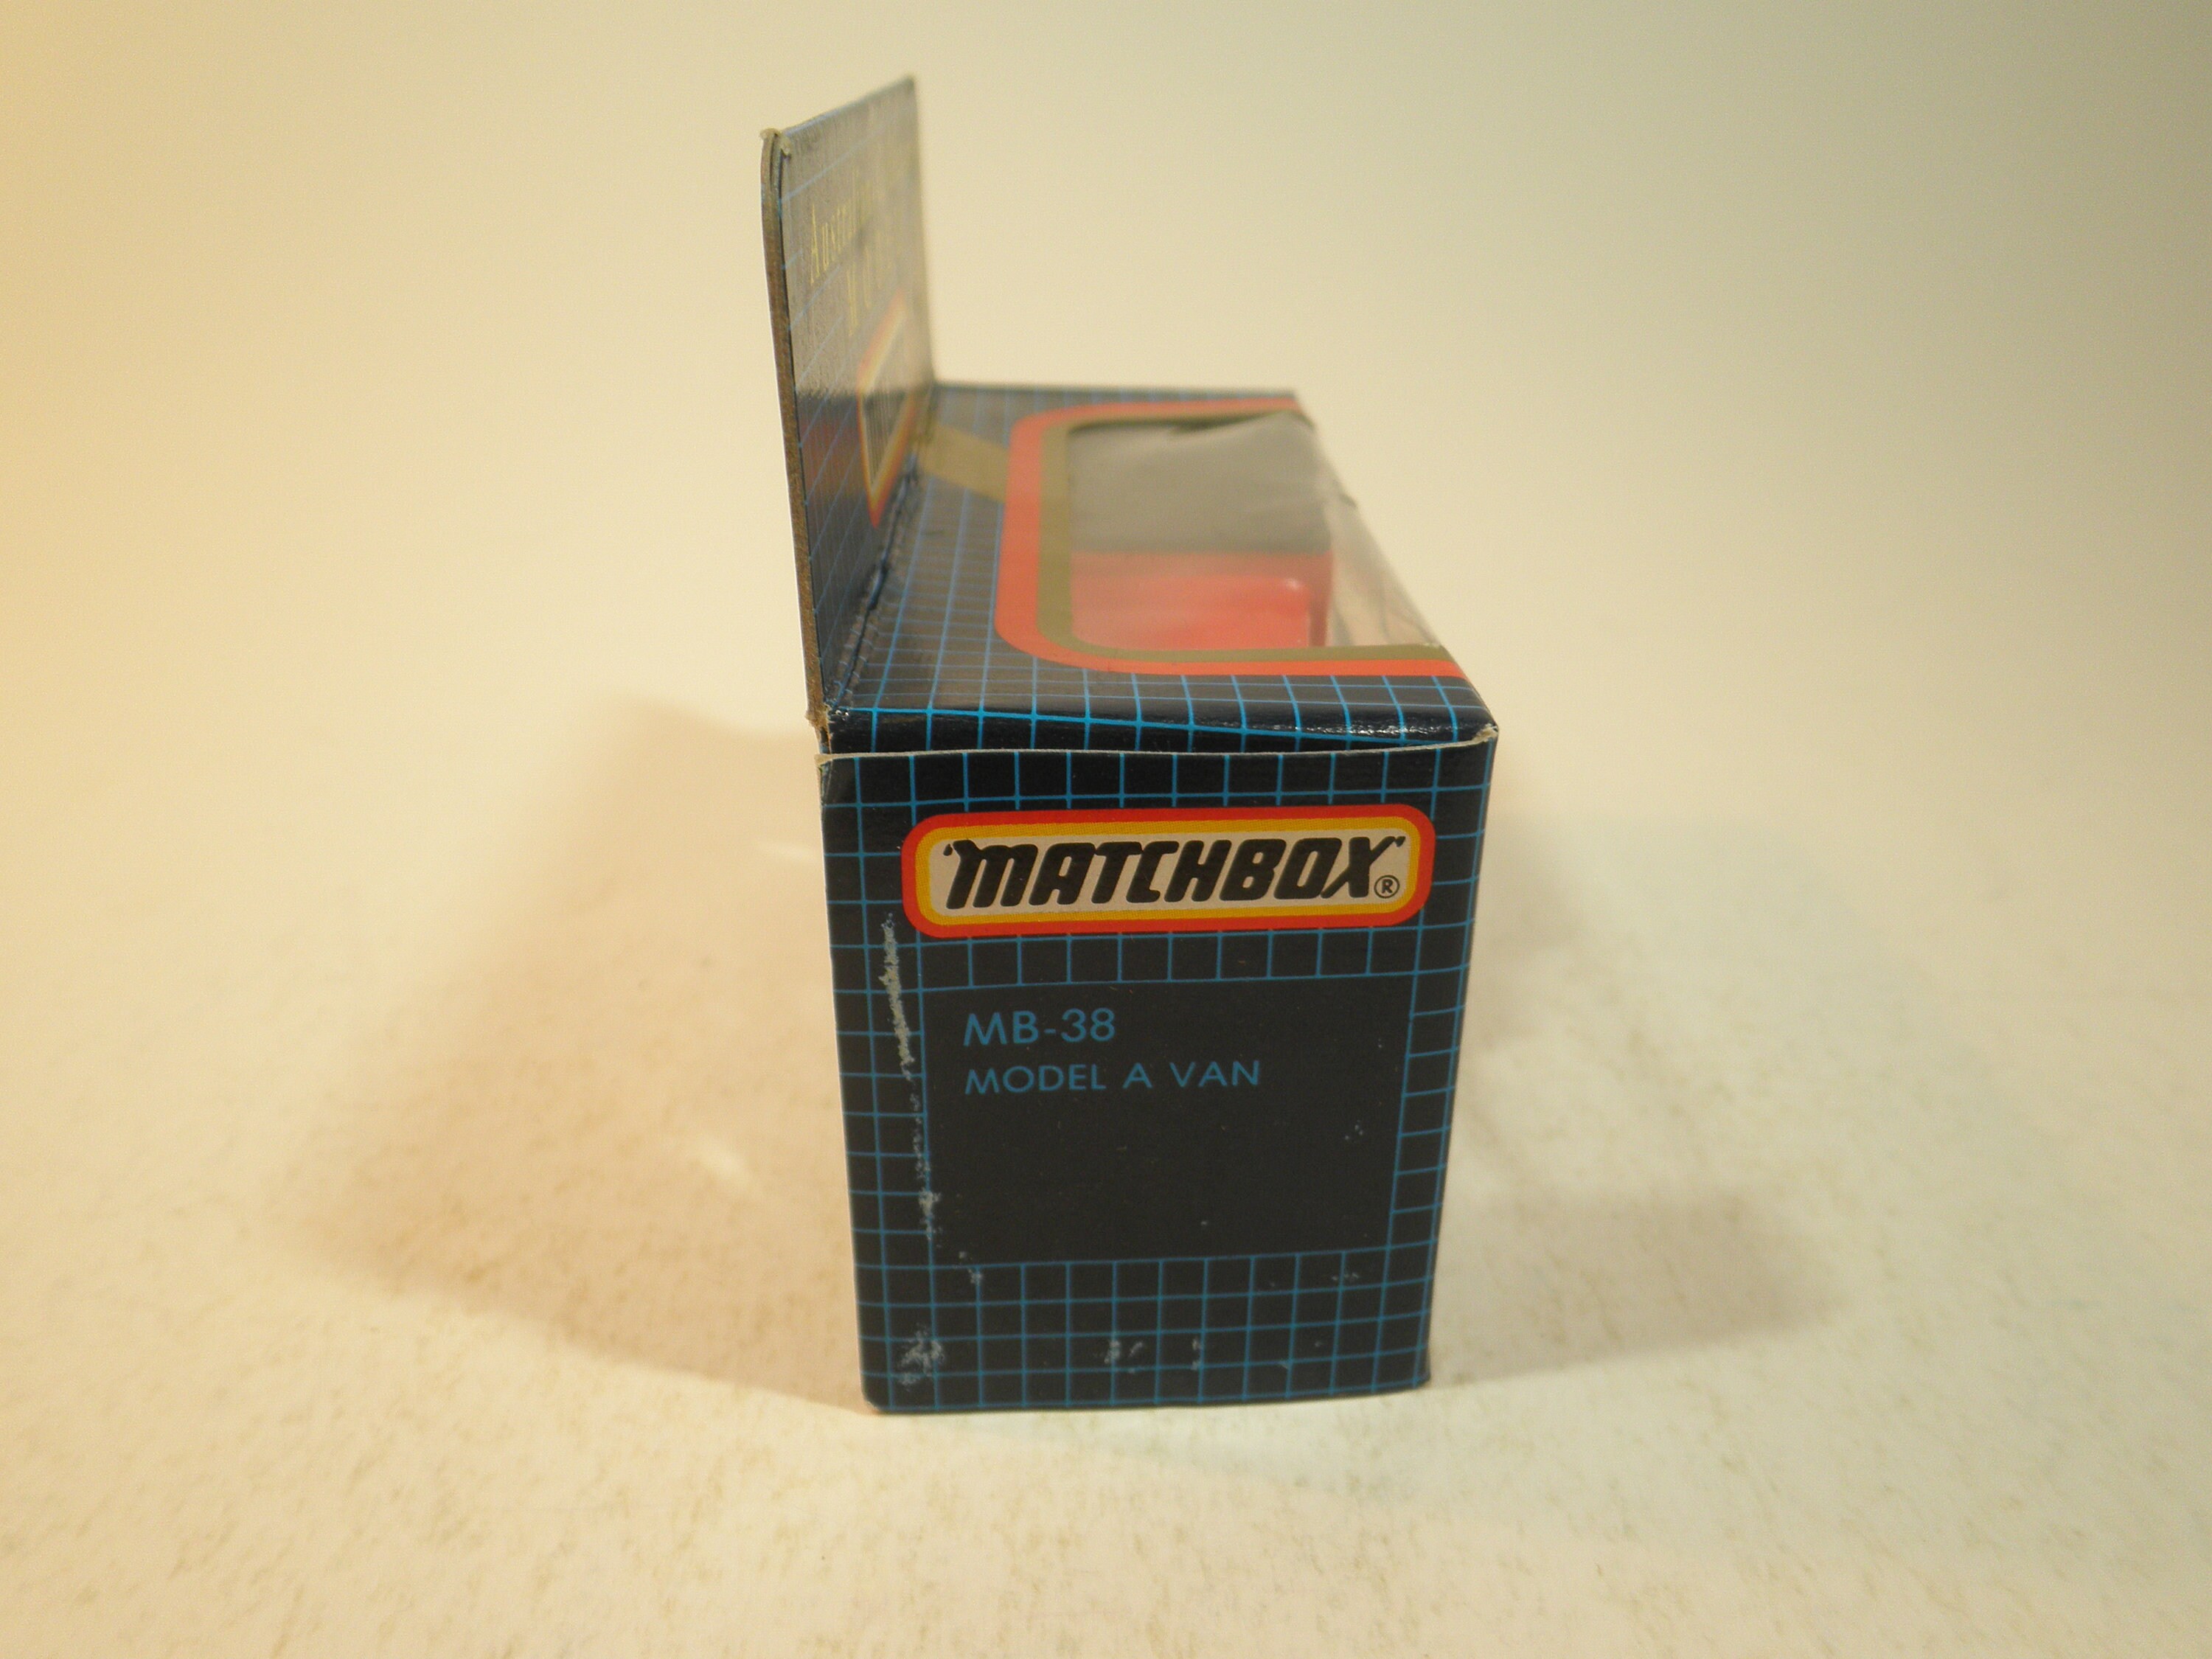 "MATCHBOX"®
MB-38
MODEL A VAN